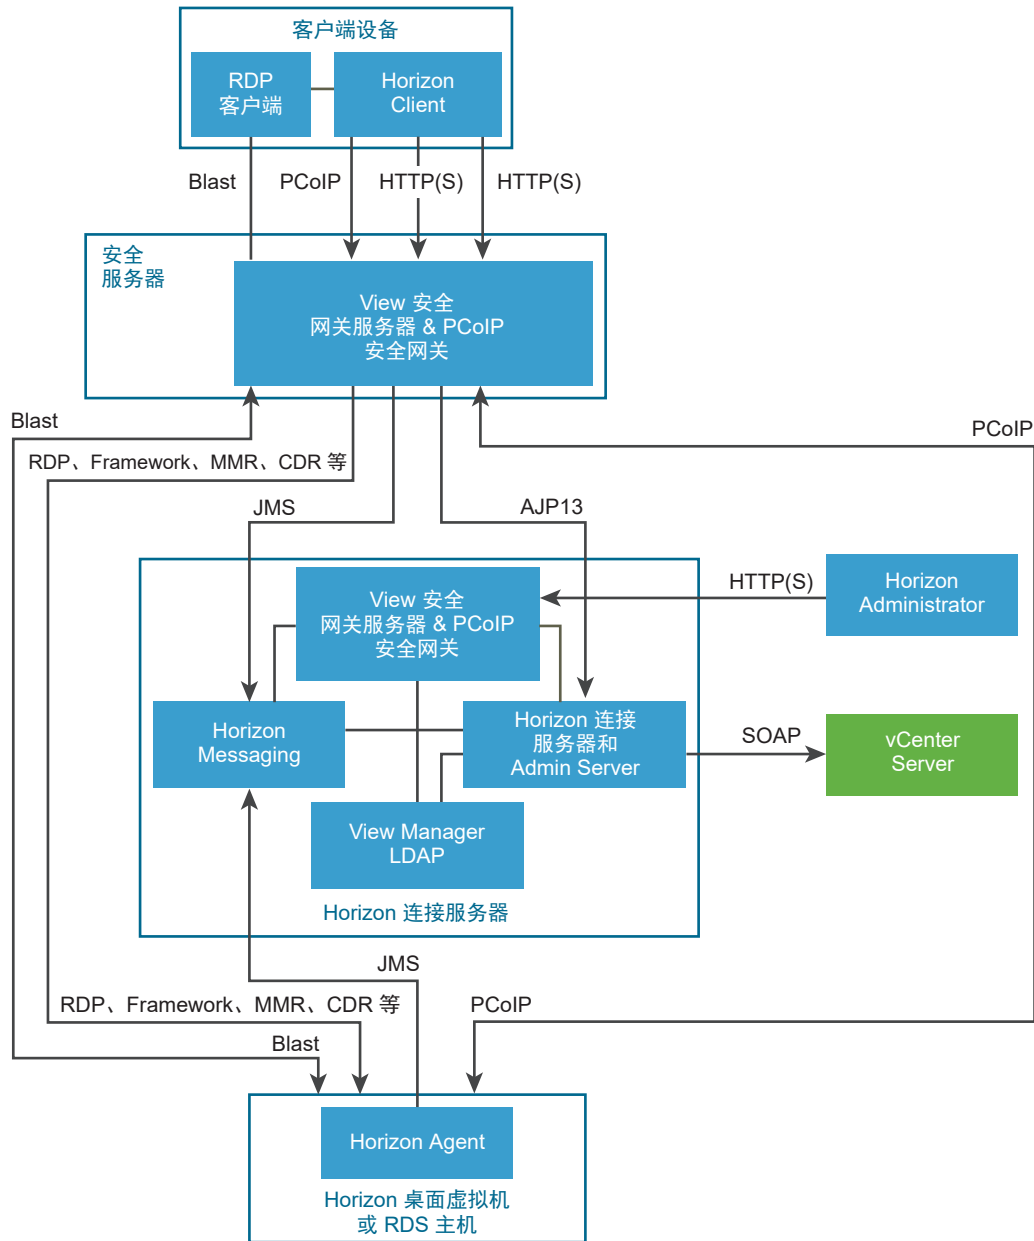 客户端设备
RDP
客户端
Horizon
Client
Blast
PCoIP
HTTP(S)
HTTP(S)
安全
服务器
View 安全
网关服务器 & PCoIP
安全网关
Blast
PCoIP
RDP、Framework、MMR、CDR 等
JMS
AJP13
View 安全
网关服务器 & PCoIP
安全网关
HTTP(S)
Horizon
Administrator
Horizon
Messaging
Horizon 连接
服务器和
Admin Server
SOAP
vCenter
Server
View Manager
LDAP
Horizon 连接服务器
JMS
RDP、Framework、MMR、CDR 等
PCoIP
Blast
Horizon Agent
Horizon 桌面虚拟机
或 RDS 主机